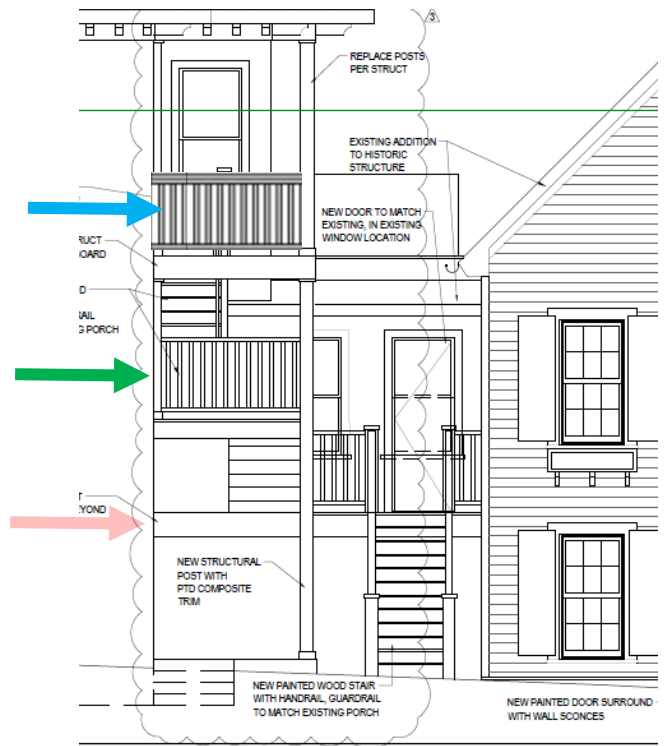 3
REPLACE POSTS
PER STRUCT
EXISTING ADDITION
TO HISTORIC
STRUCTURE
NEW DOOR TO MATCH
EXISTING, IN EXISTING
WINDOW LOCATION
RUCT
OARD
D
RAIL
G PORCH
T
YOND
NEW STRUCTURAL
POST WITH
PTD COMPOSITE
TRIM
NEW PAINTED WOOD STAIR
WITH HANDRAIL, GUARDRAIL
TO MATCH EXISTING PORCH
NEW PAINTED DOOR SURROUND
WITH WALL SCONCES